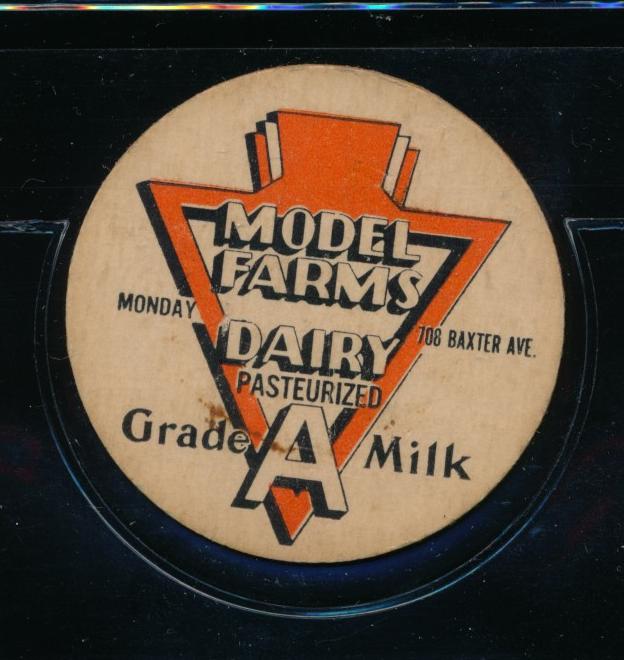 MODEL
FARMS
MONDAY
DAIRY
708 BAXTER AVE.
PASTEURIZED
Grade A Milk